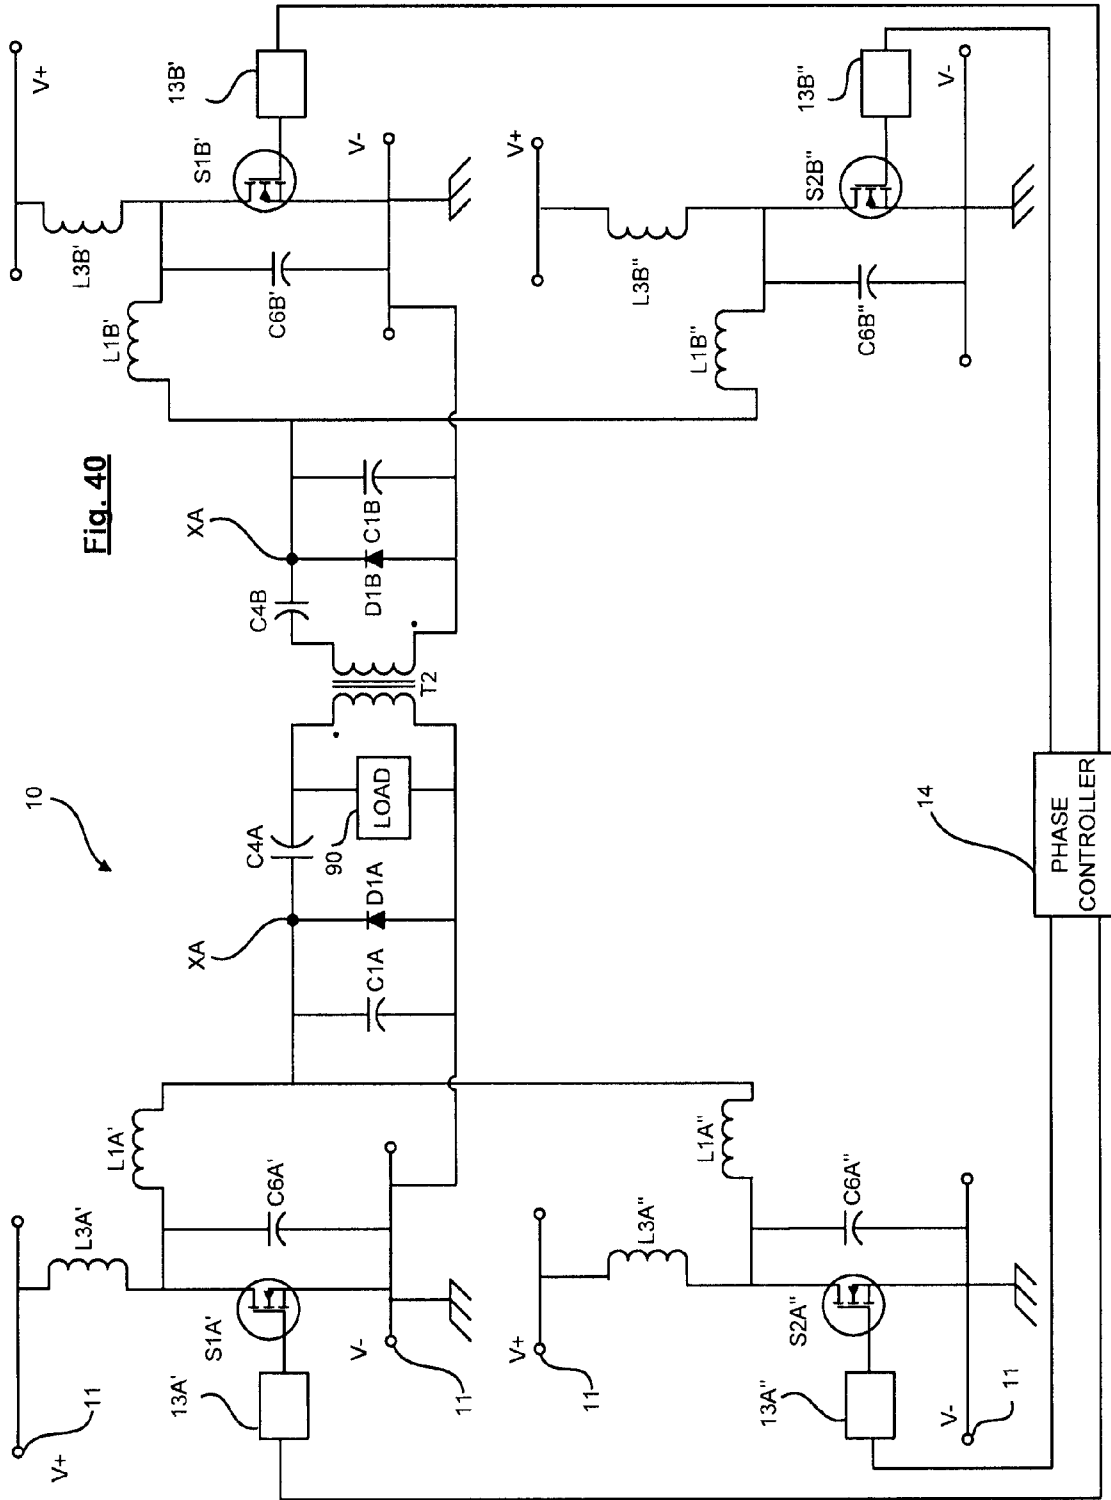 Fig. 40
10
V+
11
L3A'
L1A'
S1A'
13A'
C6A'
V-
11
V+
11
L3A"
L1A"
S2A"
13A"
C6A"
V-
11
XA
C1A
D1A
C4A
90
LOAD
T2
C4B
XA
D1B
C1B
V+
L3B'
L1B'
S1B'
13B'
C6B'
V-
V+
L3B"
L1B"
S2B"
13B"
C6B"
V-
14
PHASE
CONTROLLER